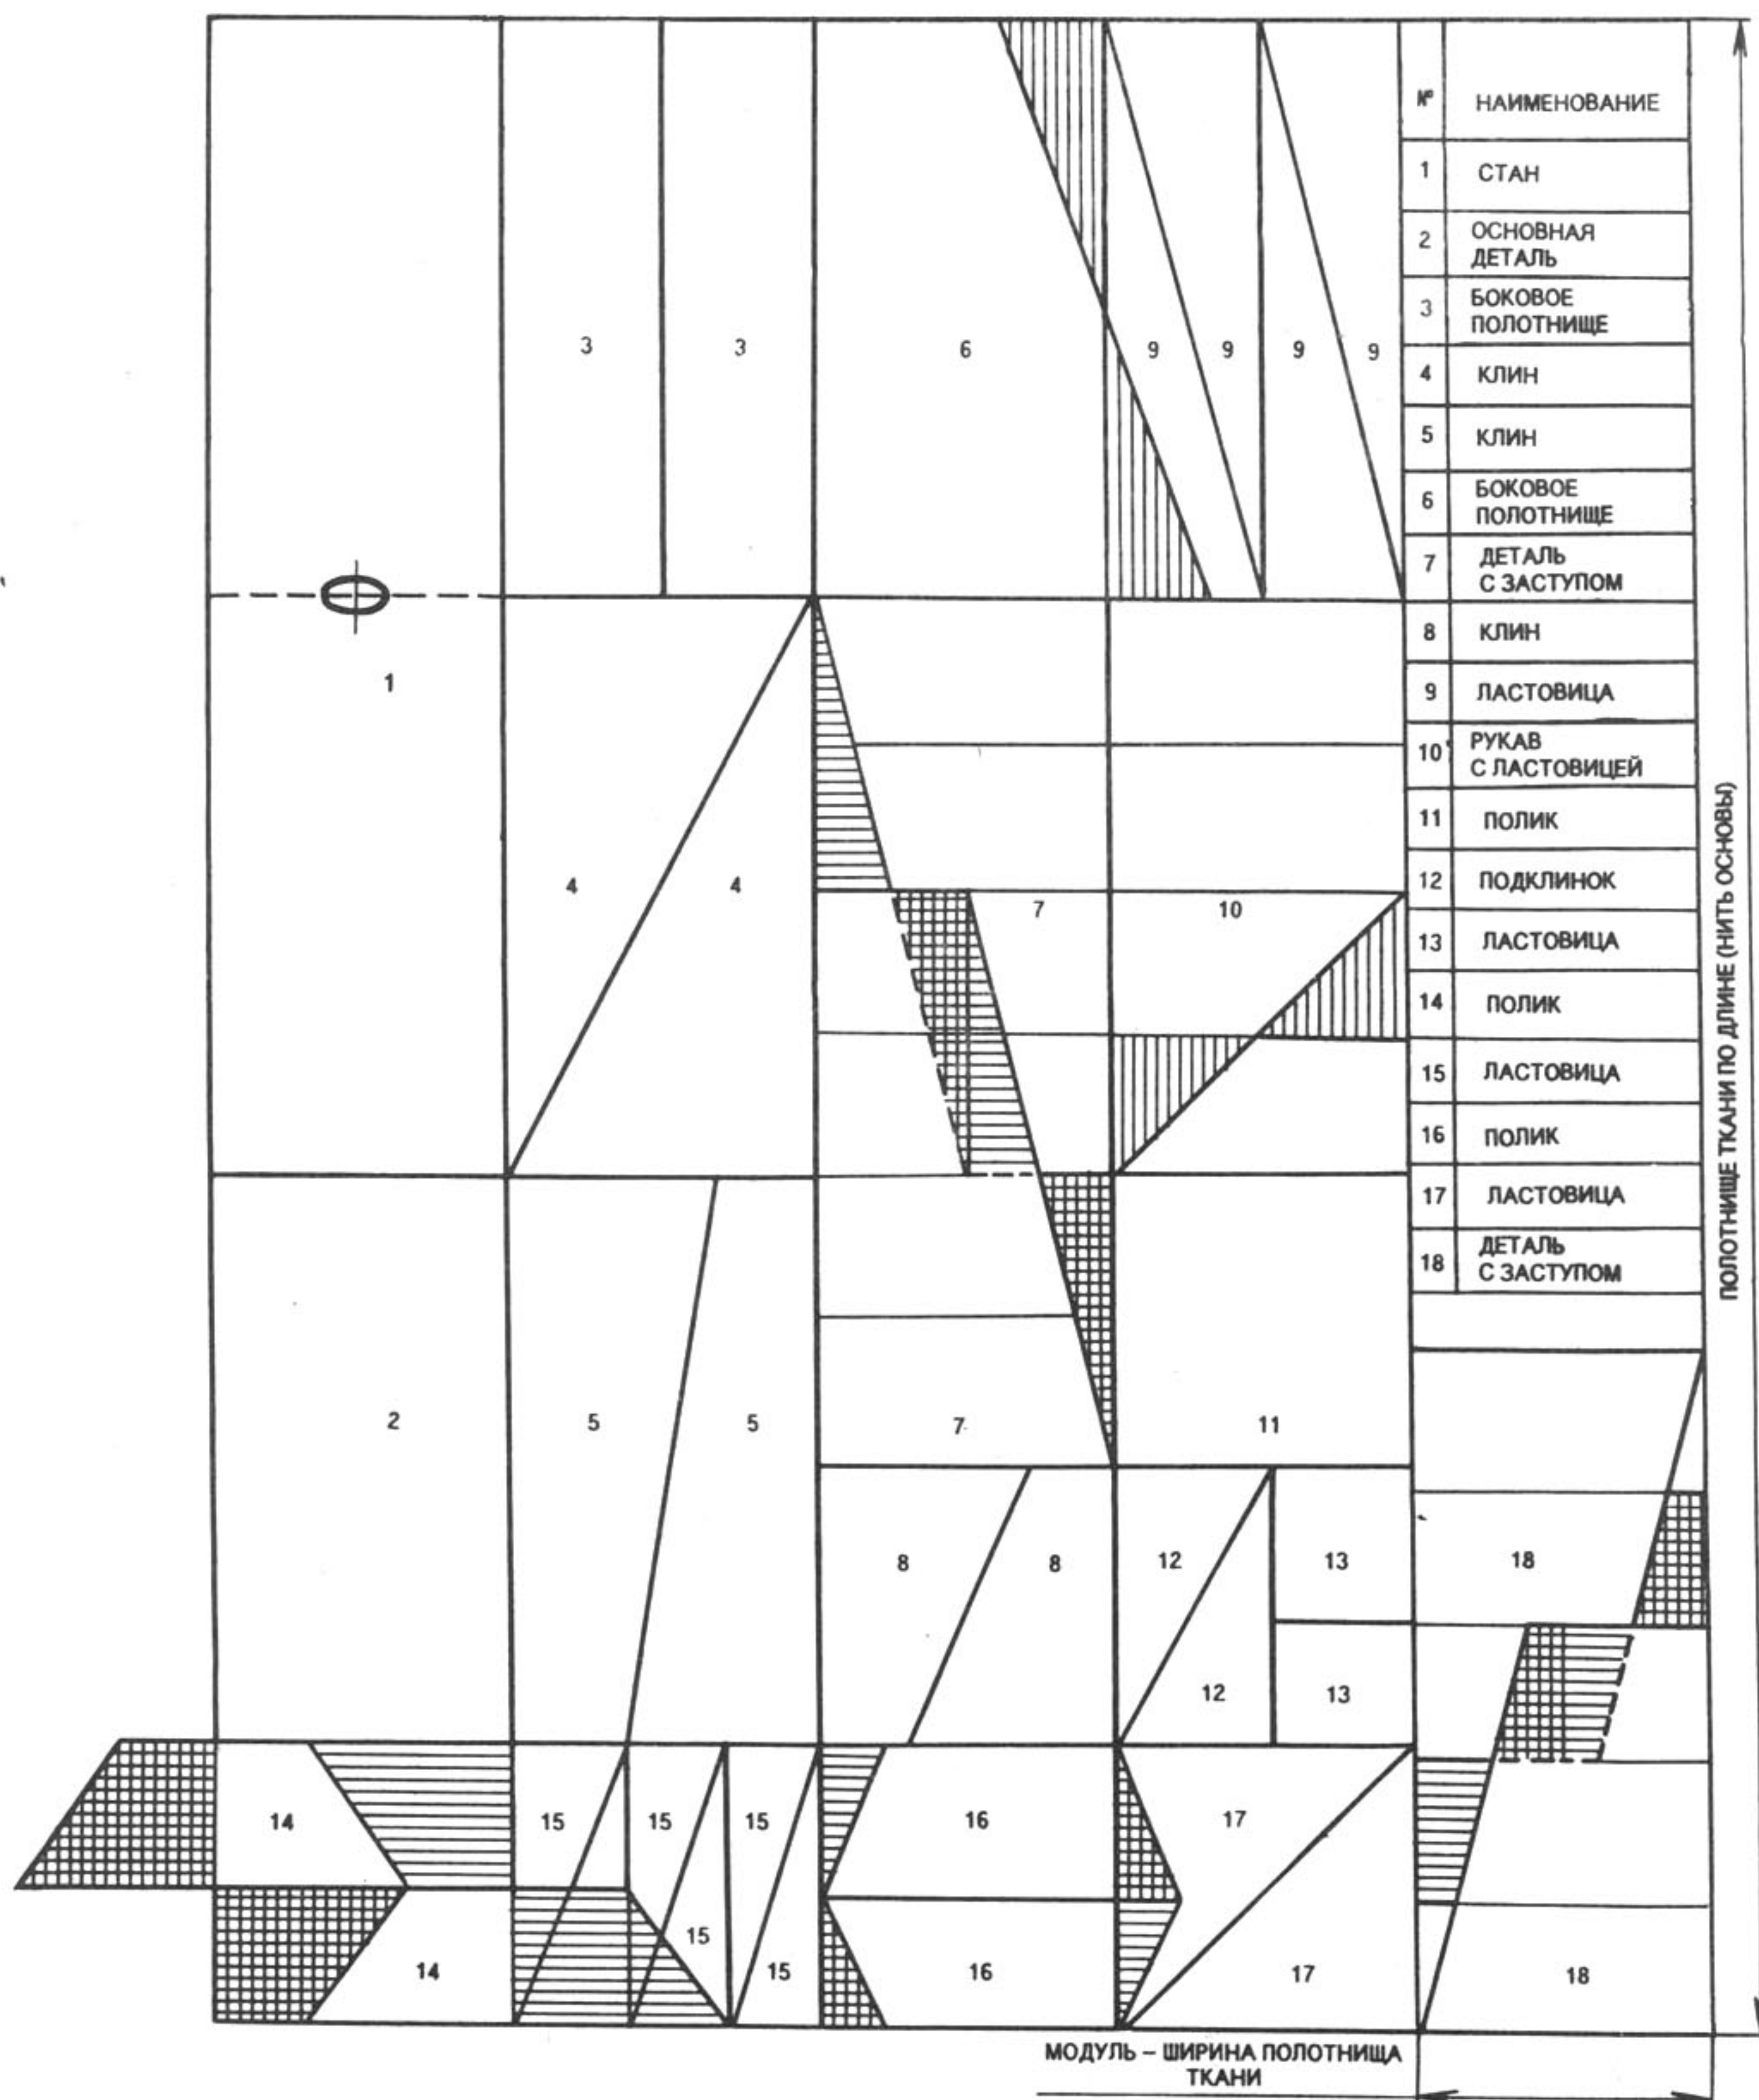 № НАИМЕНОВАНИЕ
1 СТАН
2 ОСНОВНАЯ
ДЕТАЛЬ
3 БОКОВОЕ
ПОЛОТНИЩЕ
4 КЛИН
5 КЛИН
6 БОКОВОЕ
ПОЛОТНИЩЕ
7 ДЕТАЛЬ
С ЗАСТУПОМ
8 КЛИН
9 ЛАСТОВИЦА
10 РУКАВ
С ЛАСТОВИЦЕЙ
11 ПОЛИК
12 ПОДКЛИНОК
13 ЛАСТОВИЦА
14 ПОЛИК
15 ЛАСТОВИЦА
16 ПОЛИК
17 ЛАСТОВИЦА
18 ДЕТАЛЬ
С ЗАСТУПОМ
ПОЛОТНИЩЕ ТКАНИ ПО ДЛИНЕ (НИТЬ ОСНОВЫ)
3 3 6 9 9 9 9
1
4 4
7 10
2 5 5 7 11
8 8 12 13 18
12 13
14 15 15 15 16 17
15
14 15 16 17 18
МОДУЛЬ – ШИРИНА ПОЛОТНИЩА
ТКАНИ